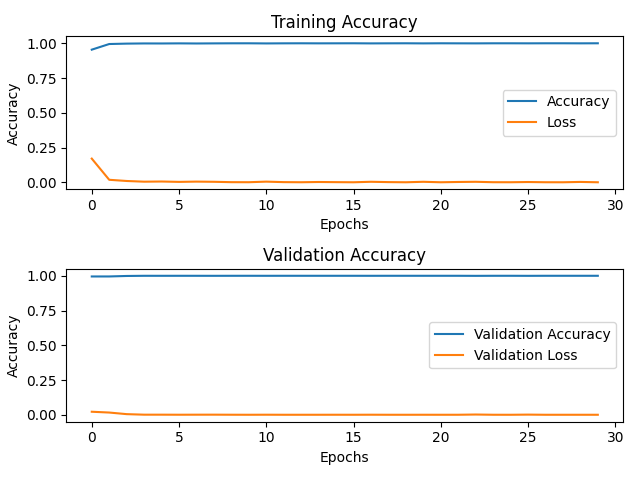 Training Accuracy
1.00
0.75
0.50
0.25
0.00
Accuracy
Accuracy
Loss
0 5 10 15 20 25 30
Epochs
Validation Accuracy
1.00
0.75
0.50
0.25
0.00
Accuracy
Validation Accuracy
Validation Loss
0 5 10 15 20 25 30
Epochs